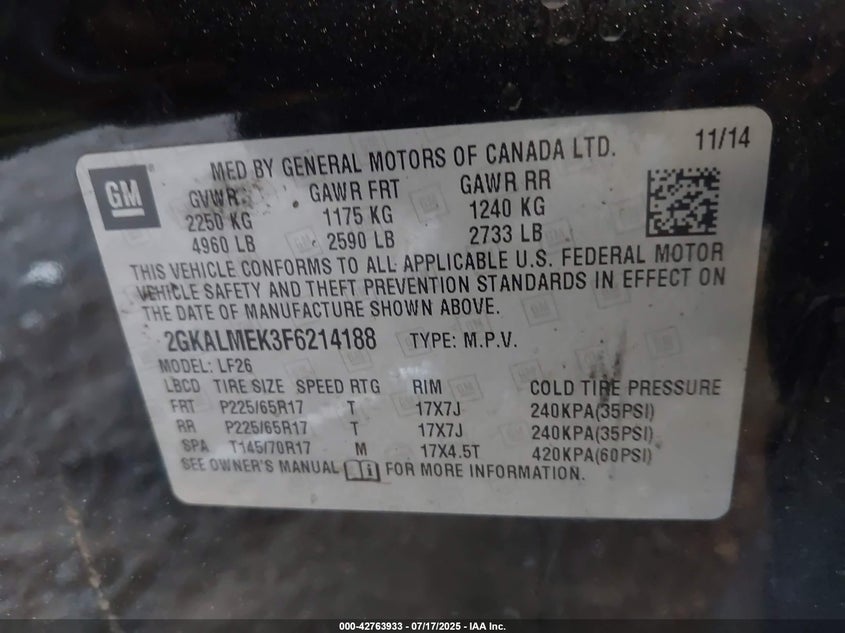 MFD BY GENERAL MOTORS OF CANADA LTD. 11/14
GM
GVWR GAWR FRT GAWR RR
2250 KG 1175 KG 1240 KG
4960 LB 2590 LB 2733 LB
THIS VEHICLE CONFORMS TO ALL APPLICABLE U.S. FEDERAL MOTOR
VEHICLE SAFETY AND THEFT PREVENTION STANDARDS IN EFFECT ON
THE DATE OF MANUFACTURE SHOWN ABOVE.
2GKALMEK3F6214188 TYPE: M.P.V.
MODEL: LF26
LBCD TIRE SIZE SPEED RTG RIM COLD TIRE PRESSURE
FRT P225/65R17 T 17X7J 240KPA(35PSI)
RR P225/65R17 T 17X7J 240KPA(35PSI)
SPA T145/70R17 M 17X4.5T 420KPA(60PSI)
SEE OWNER'S MANUAL FOR MORE INFORMATION.
000-42763933 - 07/17/2025 - IAA Inc.